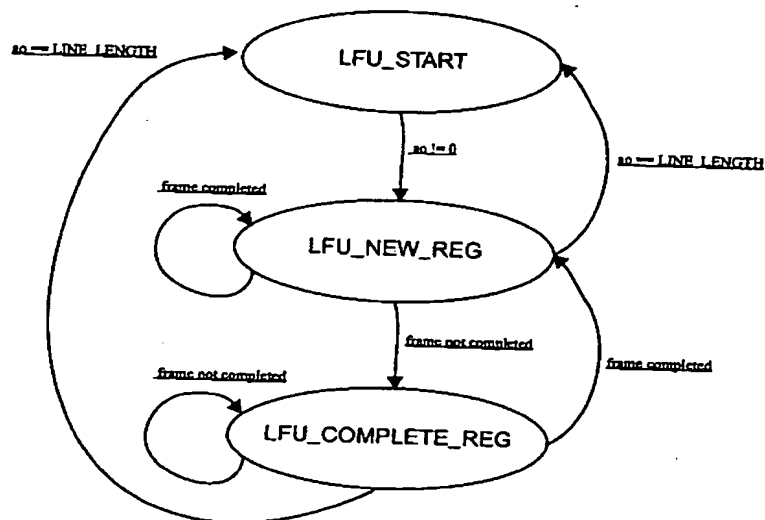 ao == LINE_LENGTH
LFU_START
ao != 0
ao == LINE_LENGTH
frame completed
LFU_NEW_REG
frame not completed
frame completed
frame not completed
LFU_COMPLETE_REG